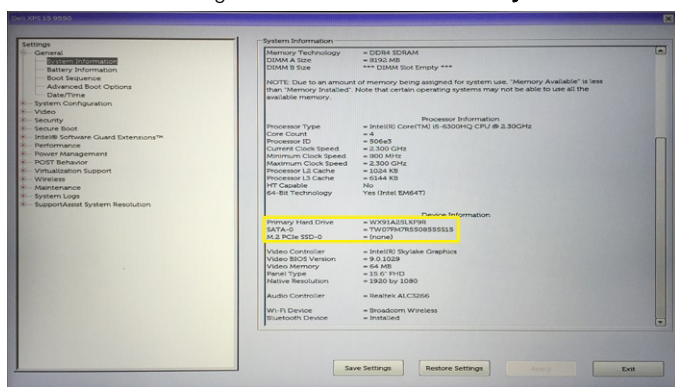 Dell XPS 15 9550
Settings
General
System Information
Battery Information
Boot Sequence
Advanced Boot Options
Date/Time
System Configuration
Video
Security
Secure Boot
Intel® Software Guard Extensions™
Performance
Power Management
POST Behavior
Virtualization Support
Wireless
Maintenance
System Logs
SupportAssist System Resolution
System Information
Memory Technology = DDR4 SDRAM
DIMM A Size = 8192 MB
DIMM B Size *** DIMM Slot Empty ***
NOTE: Due to an amount of memory being assigned for system use, "Memory Available" is less
than "Memory Installed". Note that certain operating systems may not be able to use all the
available memory.
Processor Information
Processor Type = Intel(R) Core(TM) i5-6300HQ CPU @ 2.30GHz
Core Count = 4
Processor ID = 506e3
Current Clock Speed = 2.300 GHz
Minimum Clock Speed = 800 MHz
Maximum Clock Speed = 2.300 GHz
Processor L2 Cache = 1024 KB
Processor L3 Cache = 6144 KB
HT Capable No
64-Bit Technology Yes (Intel EM64T)
Device Information
Primary Hard Drive
SATA-0
M.2 PCIe SSD-0 = (none)
Video Controller = Intel(R) Skylake Graphics
Video BIOS Version = 9.0.1029
Video Memory = 64 MB
Panel Type = 15.6" FHD
Native Resolution = 1920 by 1080
Audio Controller = Realtek ALC3266
Wi-Fi Device = Broadcom Wireless
Bluetooth Device = Installed
Save Settings
Restore Settings
Apply
Exit